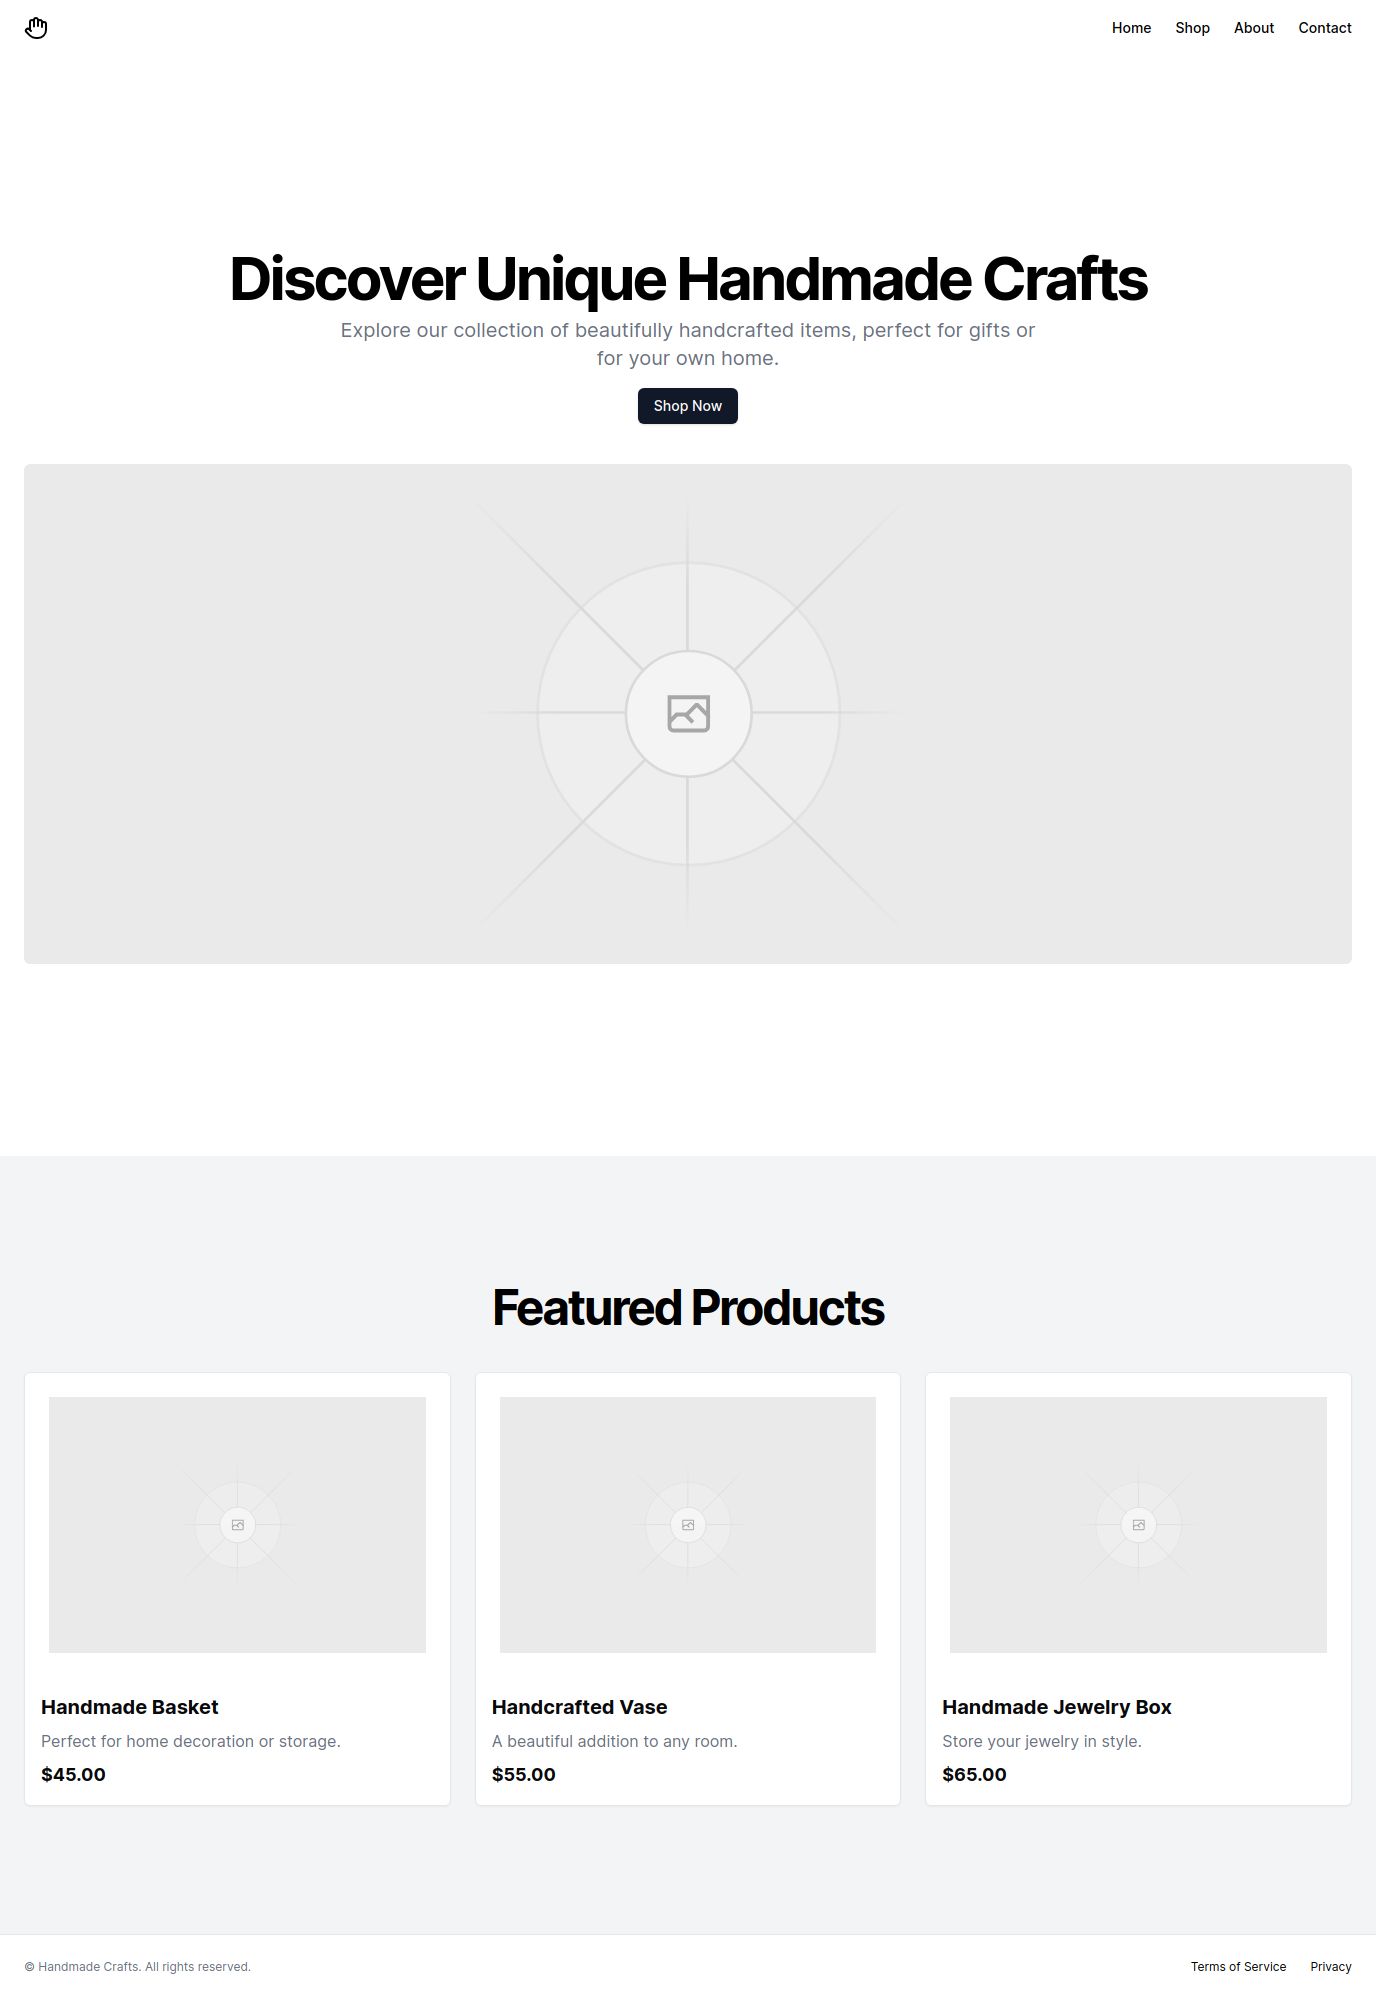 Home Shop About Contact
Discover Unique Handmade Crafts
Explore our collection of beautifully handcrafted items, perfect for gifts or
for your own home.
Shop Now
Featured Products
Handmade Basket
Perfect for home decoration or storage.
$45.00
Handcrafted Vase
A beautiful addition to any room.
$55.00
Handmade Jewelry Box
Store your jewelry in style.
$65.00
© Handmade Crafts. All rights reserved.
Terms of Service Privacy